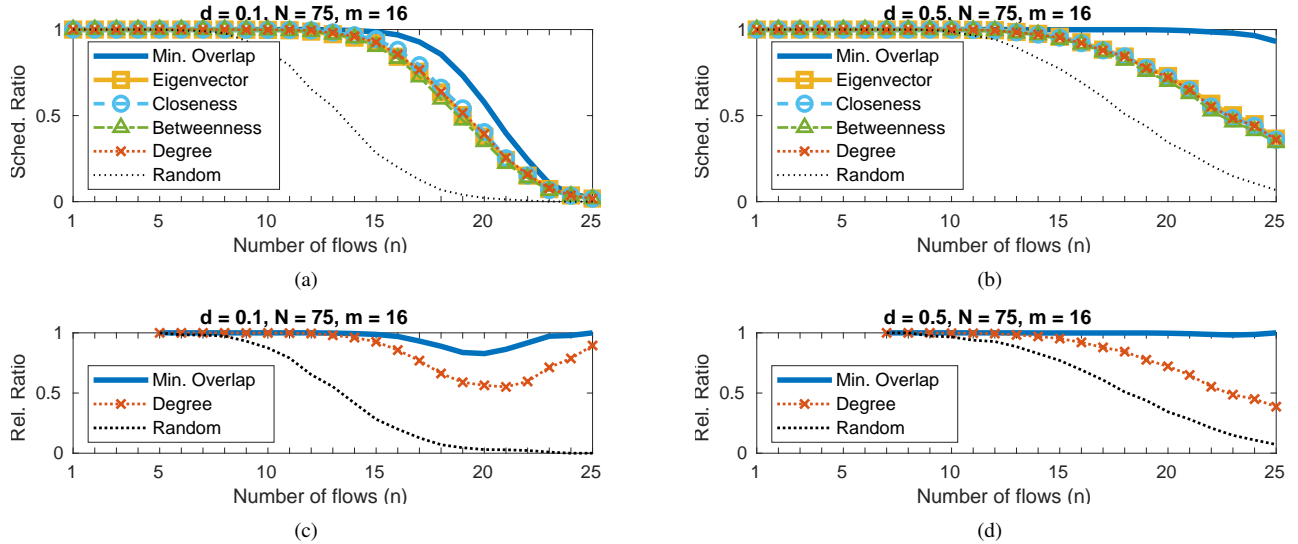 d = 0.1, N = 75, m = 16
Sched. Ratio
1
0.5
0
Min. Overlap
Eigenvector
Closeness
Betweenness
Degree
Random
1 5 10 15 20 25
Number of flows (n)
(a)
d = 0.5, N = 75, m = 16
Sched. Ratio
1
0.5
0
Min. Overlap
Eigenvector
Closeness
Betweenness
Degree
Random
1 5 10 15 20 25
Number of flows (n)
(b)
d = 0.1, N = 75, m = 16
Rel. Ratio
1
0.5
0
Min. Overlap
Degree
Random
1 5 10 15 20 25
Number of flows (n)
(c)
d = 0.5, N = 75, m = 16
Rel. Ratio
1
0.5
0
Min. Overlap
Degree
Random
1 5 10 15 20 25
Number of flows (n)
(d)